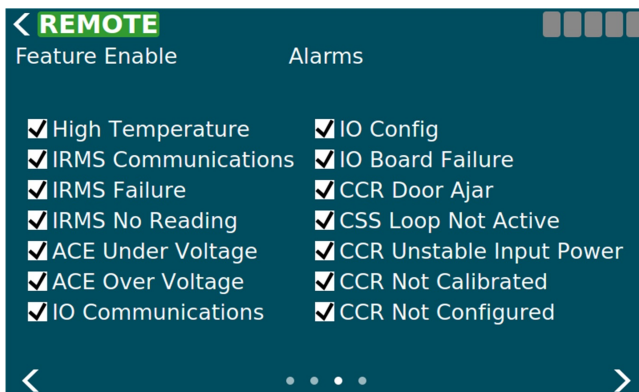 REMOTE
Feature Enable Alarms
High Temperature
IRMS Communications
IRMS Failure
IRMS No Reading
ACE Under Voltage
ACE Over Voltage
IO Communications
IO Config
IO Board Failure
CCR Door Ajar
CSS Loop Not Active
CCR Unstable Input Power
CCR Not Calibrated
CCR Not Configured